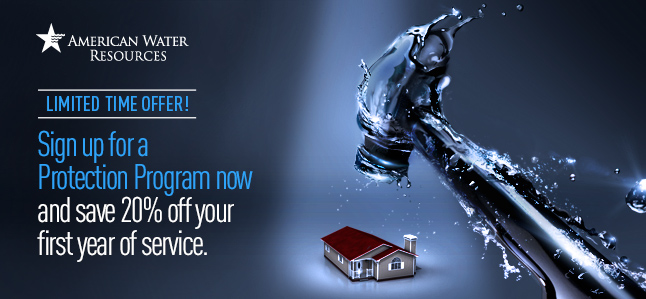 AMERICAN WATER
RESOURCES
LIMITED TIME OFFER!
Sign up for a
Protection Program now
and save 20% off your
first year of service.